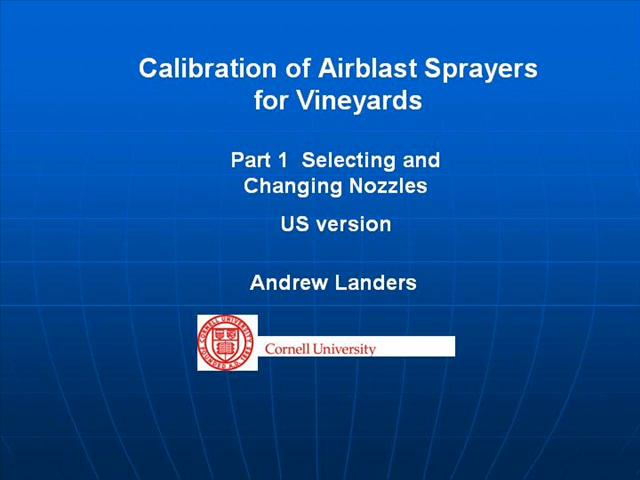 Calibration of Airblast Sprayers
for Vineyards
Part 1 Selecting and
Changing Nozzles
US version
Andrew Landers
Cornell University